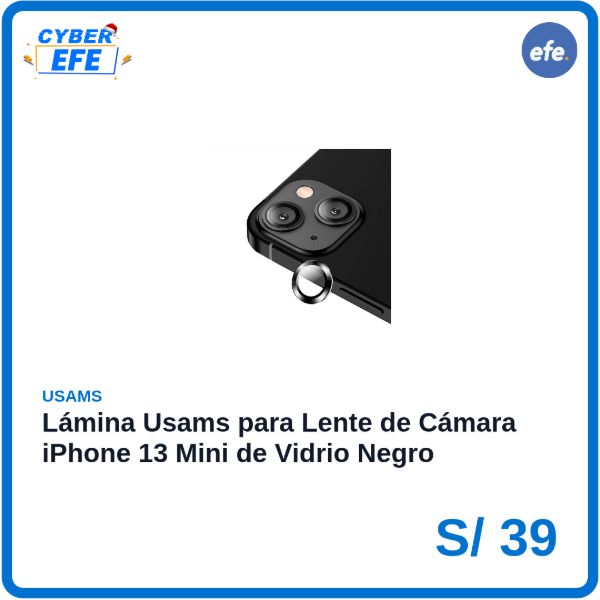 CYBER
EFE
efe.
USAMS
Lámina Usams para Lente de Cámara
iPhone 13 Mini de Vidrio Negro
S/ 39